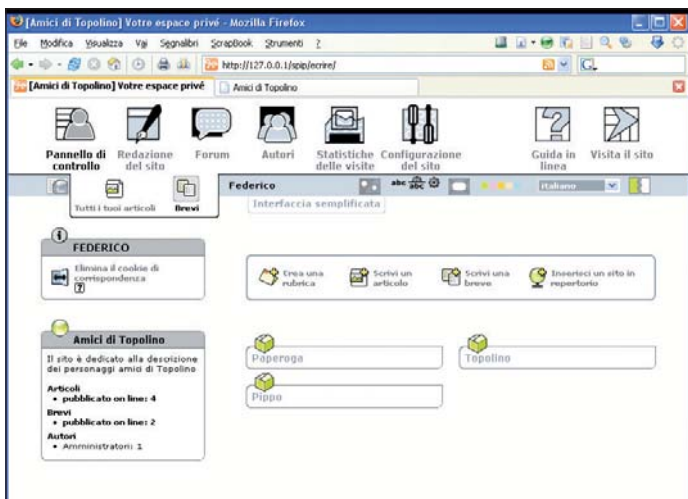 [Amici di Topolino] Votre espace privé - Mozilla Firefox
File Modifica Visualizza Vai Segnalibri ScrapBook Strumenti ?
http://127.0.0.1/spip/ecrire/
G
[Amici di Topolino] Votre espace privé Amici di Topolino
Pannello di controllo
Redazione del sito
Forum
Autori
Statistiche delle visite
Configurazione del sito
Guida in linea
Visita il sito
Tutti i tuoi articoli
Brevi
Federico
abc
abc
italiano
Interfaccia semplificata
FEDERICO
Elimina il cookie di
corrispondenza
?
Crea una
rubrica
Scrivi un
articolo
Scrivi una
breve
Inserisci un sito in
repertorio
Amici di Topolino
Il sito è dedicato alla descrizione
dei personaggi amici di Topolino
Articoli
• pubblicato on line: 4
Brevi
• pubblicato on line: 2
Autori
• Amministratori: 1
Paperoga
Topolino
Pippo